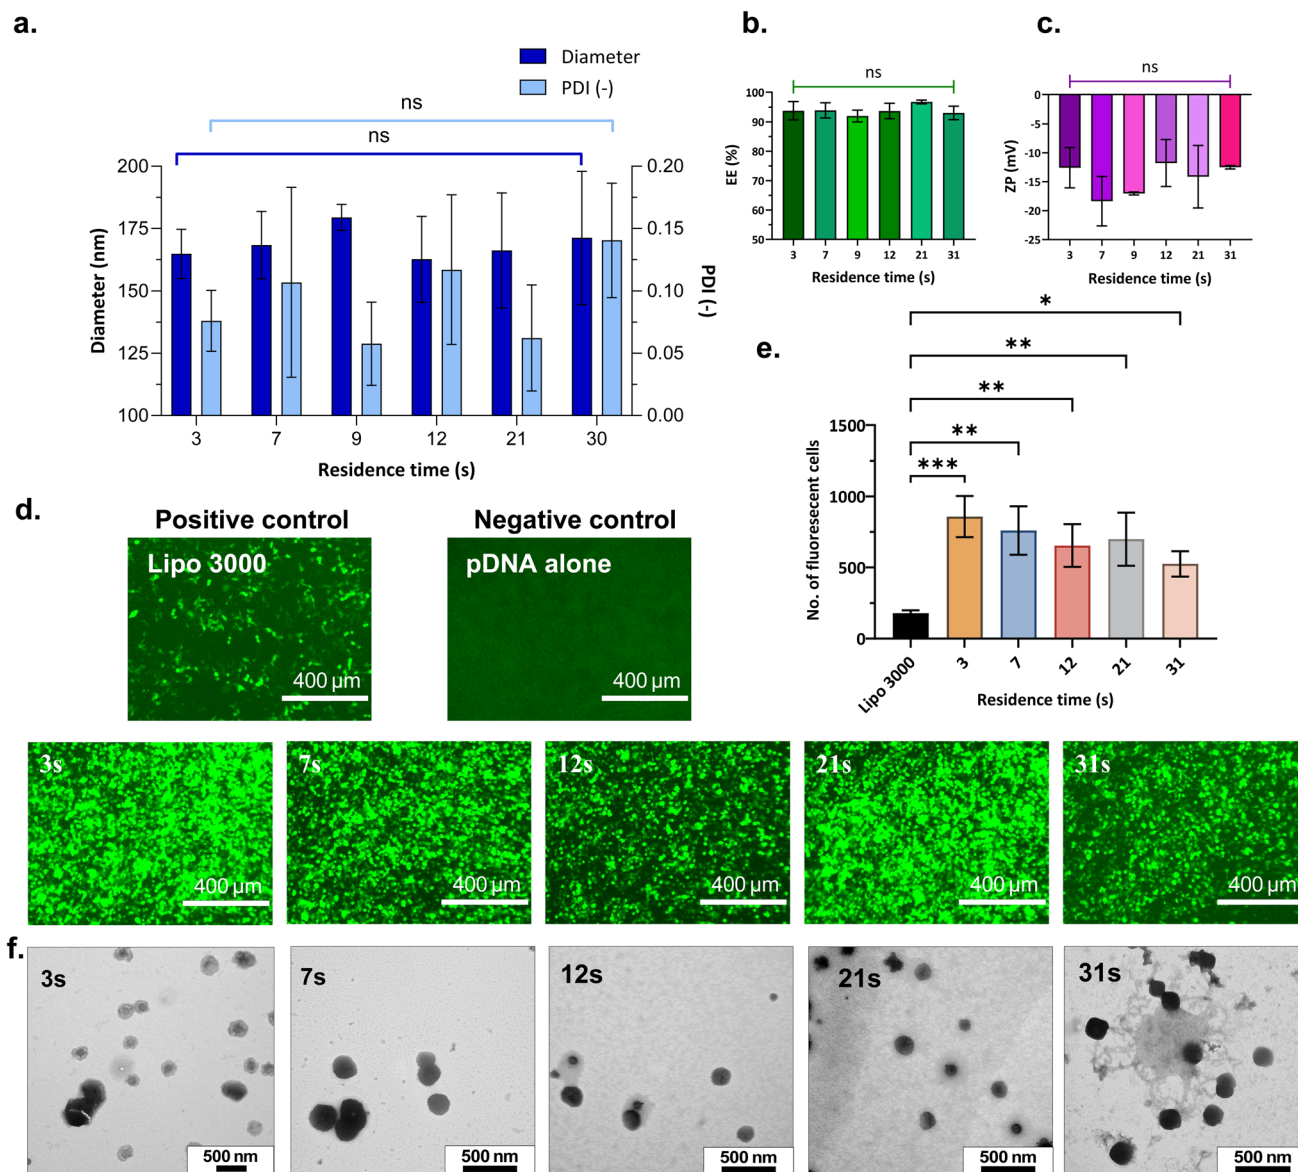 a.
Diameter
PDI (-)
ns
ns
200
175
150
125
100
0.20
0.15
0.10
0.05
0.00
Diameter (nm)
PDI (-)
3 7 9 12 21 30
Residence time (s)
b.
ns
100
90
80
70
60
50
EE (%)
3 7 9 12 21 31
Residence time (s)
c.
ns
0
-5
-10
-15
-20
-25
ZP (mV)
3 7 9 12 21 31
Residence time (s)
d.
Positive control
Lipo 3000
400 µm
Negative control
pDNA alone
400 µm
3s
400 µm
7s
400 µm
12s
400 µm
21s
400 µm
31s
400 µm
e.
*
**
**
**
***
1500
1000
500
0
No. of fluoresecent cells
Lipo 3000 3 7 12 21 31
Residence time (s)
f.
3s
500 nm
7s
500 nm
12s
500 nm
21s
500 nm
31s
500 nm